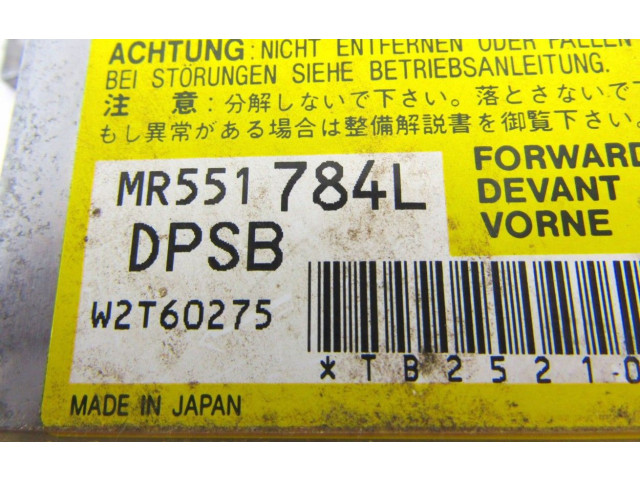 ACHTUNG: NICHT ENTFERNEN ODER FALLEN
BEI STÖRUNGEN SIEHE BETRIEBSANLEITUNG.
注 意:分解しないで下さい。落とさないで下
もし異常がある場合は整備解説書を御覧下さい。
MR551 784L
DPSB
W2T60275
FORWARD
DEVANT
VORNE
*TB2521-0
MADE IN JAPAN